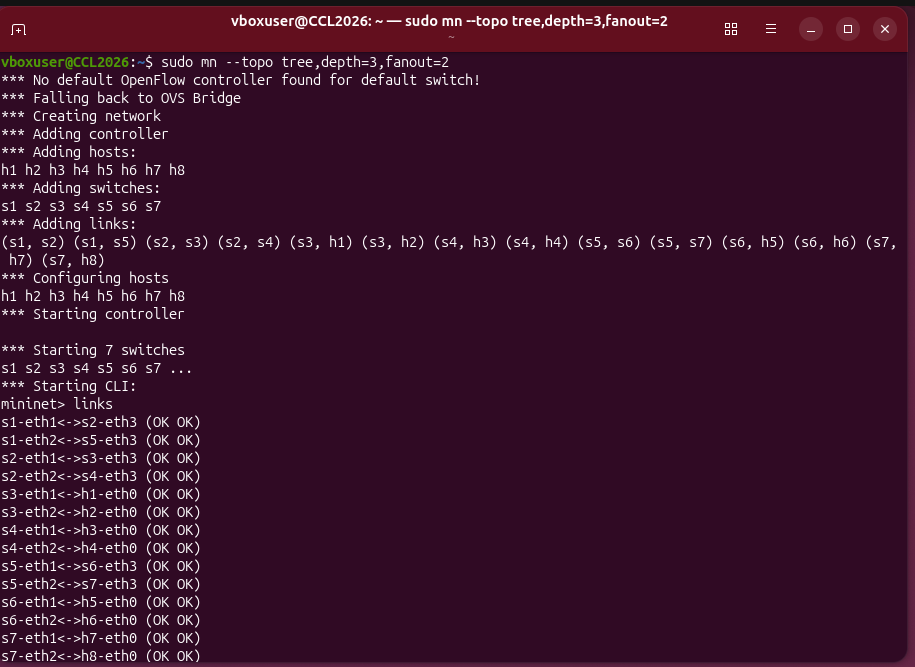 vboxuser@CCL2026: ~ — sudo mn --topo tree,depth=3,fanout=2
~
vboxuser@CCL2026:~$ sudo mn --topo tree,depth=3,fanout=2
*** No default OpenFlow controller found for default switch!
*** Falling back to OVS Bridge
*** Creating network
*** Adding controller
*** Adding hosts:
h1 h2 h3 h4 h5 h6 h7 h8
*** Adding switches:
s1 s2 s3 s4 s5 s6 s7
*** Adding links:
(s1, s2) (s1, s5) (s2, s3) (s2, s4) (s3, h1) (s3, h2) (s4, h3) (s4, h4) (s5, s6) (s5, s7) (s6, h5) (s6, h6) (s7,
 h7) (s7, h8)
*** Configuring hosts
h1 h2 h3 h4 h5 h6 h7 h8
*** Starting controller

*** Starting 7 switches
s1 s2 s3 s4 s5 s6 s7 ...
*** Starting CLI:
mininet> links
s1-eth1<->s2-eth3 (OK OK)
s1-eth2<->s5-eth3 (OK OK)
s2-eth1<->s3-eth3 (OK OK)
s2-eth2<->s4-eth3 (OK OK)
s3-eth1<->h1-eth0 (OK OK)
s3-eth2<->h2-eth0 (OK OK)
s4-eth1<->h3-eth0 (OK OK)
s4-eth2<->h4-eth0 (OK OK)
s5-eth1<->s6-eth3 (OK OK)
s5-eth2<->s7-eth3 (OK OK)
s6-eth1<->h5-eth0 (OK OK)
s6-eth2<->h6-eth0 (OK OK)
s7-eth1<->h7-eth0 (OK OK)
s7-eth2<->h8-eth0 (OK OK)